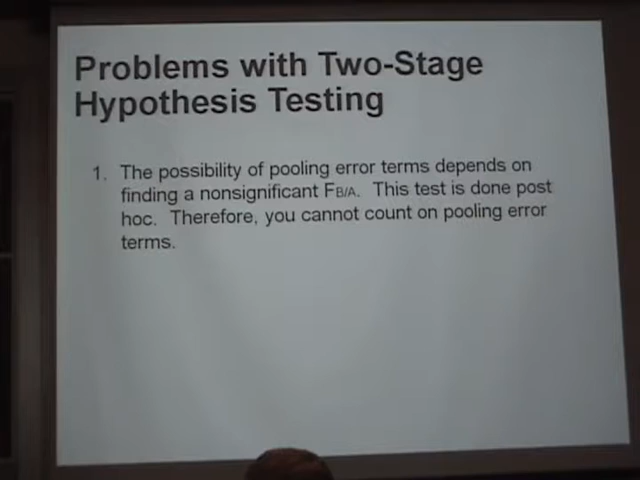 Problems with Two-Stage
Hypothesis Testing
1. The possibility of pooling error terms depends on
finding a nonsignificant FB/A. This test is done post
hoc. Therefore, you cannot count on pooling error
terms.